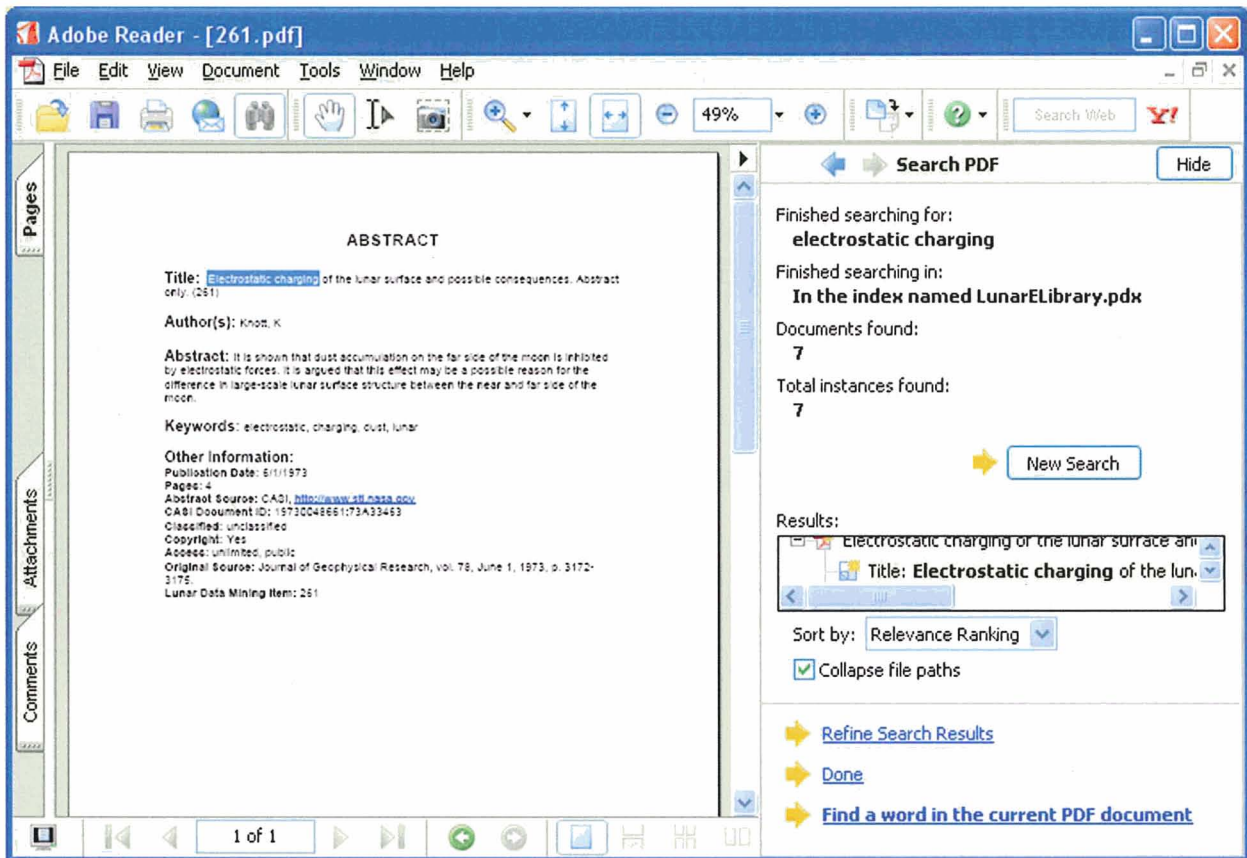 Adobe Reader - [261.pdf]
File Edit View Document Tools Window Help
49%
Search Web
Y!
Pages
Attachments
Comments
ABSTRACT
Title: Electrostatic charging of the lunar surface and possible consequences. Abstract
only. (261)
Author(s): Knott, K
Abstract: It is shown that dust accumulation on the far side of the moon is inhibited
by electrostatic forces. It is argued that this effect may be a possible reason for the
difference in large-scale lunar surface structure between the near and far side of the
moon.
Keywords: electrostatic, charging, dust, lunar
Other Information:
Publication Date: 6/1/1973
Pages: 4
Abstract Source: CASI, http://www.sti.nasa.gov
CASI Document ID: 19730048661;73A33463
Classified: unclassified
Copyright: Yes
Access: unlimited, public
Original Source: Journal of Geophysical Research, vol. 78, June 1, 1973, p. 3172-
3175.
Lunar Data Mining Item: 261
1 of 1
Search PDF
Hide
Finished searching for:
electrostatic charging
Finished searching in:
In the index named LunarELibrary.pdx
Documents found:
7
Total instances found:
7
New Search
Results:
Electrostatic charging of the lunar surface an
Title: Electrostatic charging of the lun
Sort by: Relevance Ranking
Collapse file paths
Refine Search Results
Done
Find a word in the current PDF document